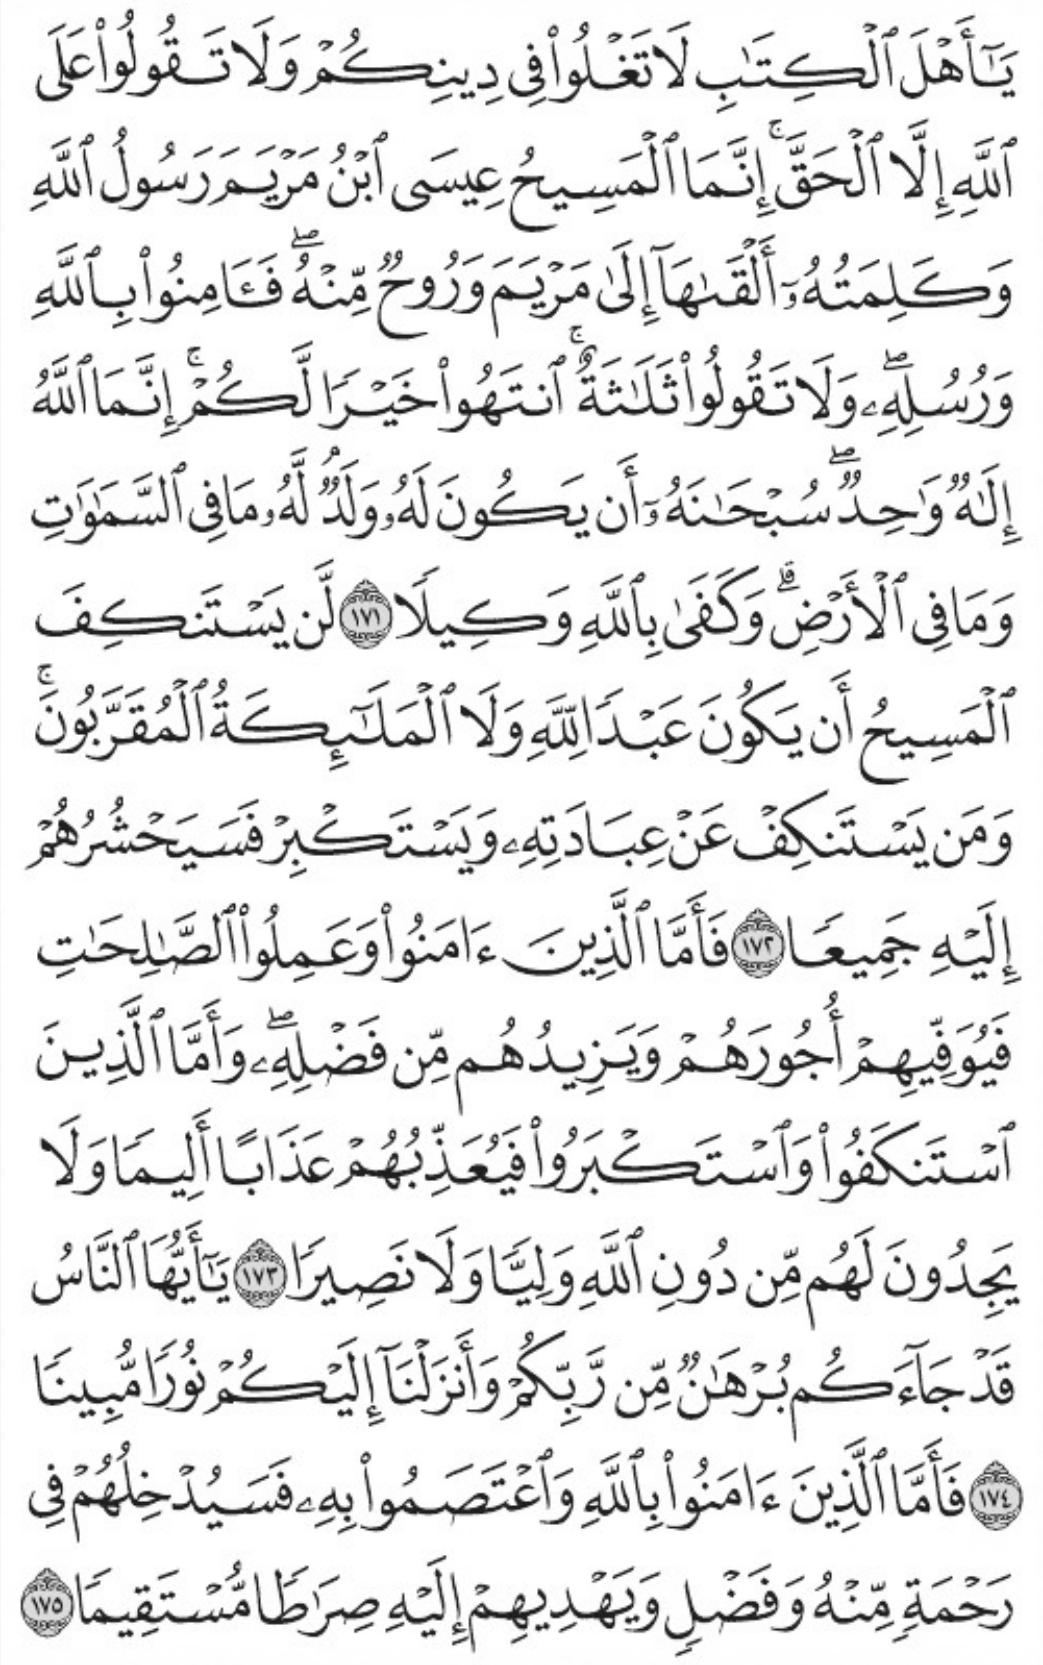 يَـٰٓأَهْلَ ٱلْكِتَـٰبِ لَا تَغْلُوا۟ فِى دِينِكُمْ وَلَا تَقُولُوا۟ عَلَى
ٱللَّهِ إِلَّا ٱلْحَقَّ ۚ إِنَّمَا ٱلْمَسِيحُ عِيسَى ٱبْنُ مَرْيَمَ رَسُولُ ٱللَّهِ
وَكَلِمَتُهُۥٓ أَلْقَىٰهَآ إِلَىٰ مَرْيَمَ وَرُوحٌ مِّنْهُ ۖ فَـَٔامِنُوا۟ بِٱللَّهِ
وَرُسُلِهِۦ ۖ وَلَا تَقُولُوا۟ ثَلَـٰثَةٌ ۚ ٱنتَهُوا۟ خَيْرًا لَّكُمْ ۚ إِنَّمَا ٱللَّهُ
إِلَـٰهٌ وَٰحِدٌ ۖ سُبْحَـٰنَهُۥٓ أَن يَكُونَ لَهُۥ وَلَدٌ لَّهُۥ مَا فِى ٱلسَّمَـٰوَٰتِ
وَمَا فِى ٱلْأَرْضِ ۗ وَكَفَىٰ بِٱللَّهِ وَكِيلًا ١٧١ لَّن يَسْتَنكِفَ
ٱلْمَسِيحُ أَن يَكُونَ عَبْدًا لِّلَّهِ وَلَا ٱلْمَلَـٰٓئِكَةُ ٱلْمُقَرَّبُونَ ۚ
وَمَن يَسْتَنكِفْ عَنْ عِبَادَتِهِۦ وَيَسْتَكْبِرْ فَسَيَحْشُرُهُمْ
إِلَيْهِ جَمِيعًا ١٧٢ فَأَمَّا ٱلَّذِينَ ءَامَنُوا۟ وَعَمِلُوا۟ ٱلصَّـٰلِحَـٰتِ
فَيُوَفِّيهِمْ أُجُورَهُمْ وَيَزِيدُهُم مِّن فَضْلِهِۦ ۖ وَأَمَّا ٱلَّذِينَ
ٱسْتَنكَفُوا۟ وَٱسْتَكْبَرُوا۟ فَيُعَذِّبُهُمْ عَذَابًا أَلِيمًا وَلَا
يَجِدُونَ لَهُم مِّن دُونِ ٱللَّهِ وَلِيًّا وَلَا نَصِيرًا ١٧٣ يَـٰٓأَيُّهَا ٱلنَّاسُ
قَدْ جَآءَكُم بُرْهَـٰنٌ مِّن رَّبِّكُمْ وَأَنزَلْنَآ إِلَيْكُمْ نُورًا مُّبِينًا
١٧٤ فَأَمَّا ٱلَّذِينَ ءَامَنُوا۟ بِٱللَّهِ وَٱعْتَصَمُوا۟ بِهِۦ فَسَيُدْخِلُهُمْ فِى
رَحْمَةٍ مِّنْهُ وَفَضْلٍ وَيَهْدِيهِمْ إِلَيْهِ صِرَٰطًا مُّسْتَقِيمًا ١٧٥